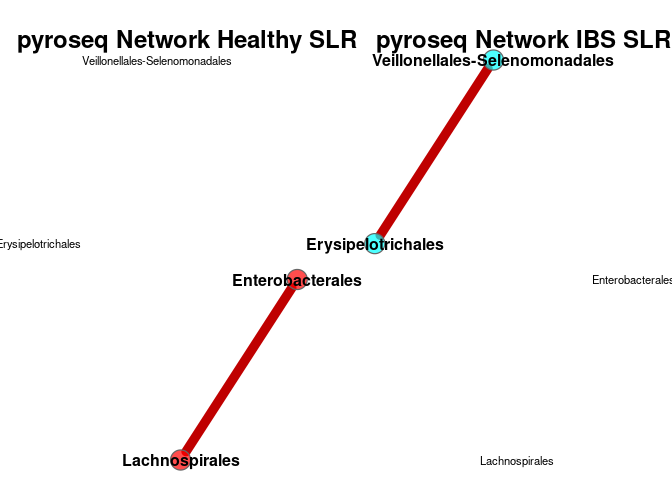 pyroseq Network Healthy SLR
pyroseq Network IBS SLR
Veillonellales-Selenomonadales
Veillonellales-Selenomonadales
Erysipelotrichales
Erysipelotrichales
Enterobacterales
Enterobacterales
Lachnospirales
Lachnospirales